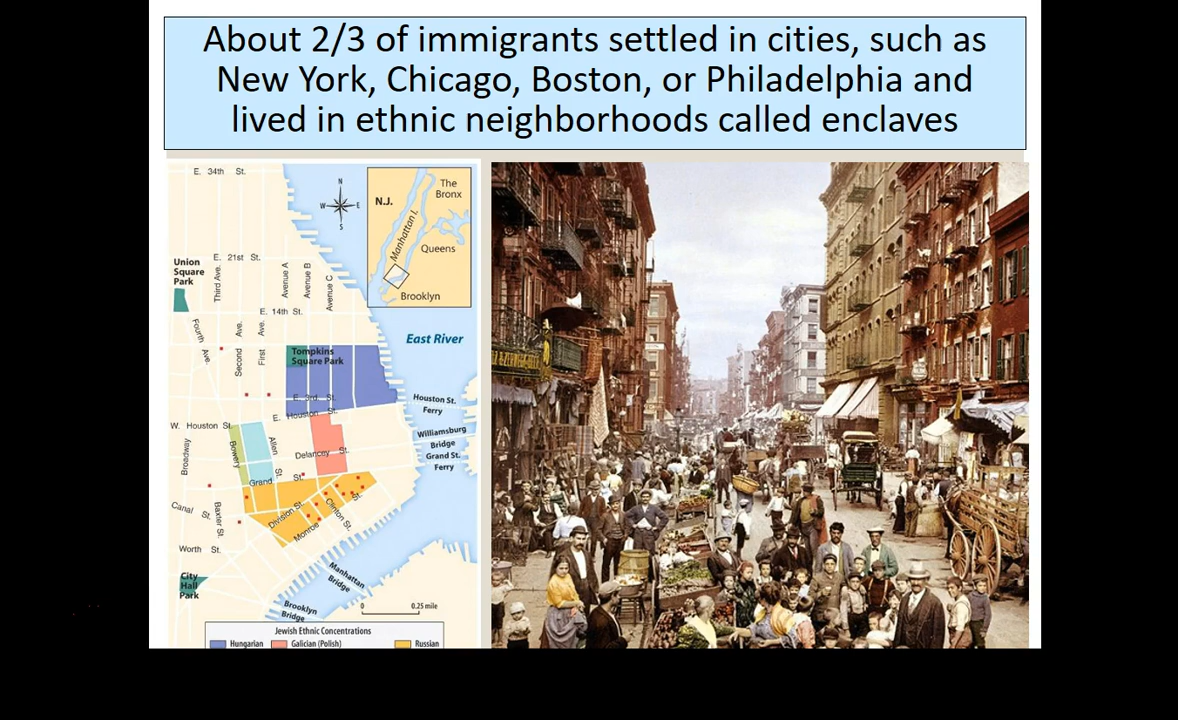 About 2/3 of immigrants settled in cities, such as
New York, Chicago, Boston, or Philadelphia and
lived in ethnic neighborhoods called enclaves
E. 34th St.
N
W E
S
N.J.
The
Bronx
Manhattan I.
Queens
Brooklyn
Union
Square
Park
E. 21st St.
Third Ave.
Avenue A
Avenue B
Avenue C
E. 14th St.
Fourth Ave.
Second Ave.
First Ave.
East River
Tompkins
Square Park
E. 3rd St.
Houston St.
Ferry
E. Houston St.
W. Houston St.
Williamsburg
Bridge
Grand St.
Ferry
Broadway
Bowery
Allen St.
Delancey St.
Grand St.
Canal St.
Baxter St.
Division St.
Clinton St.
Monroe
Worth St.
City
Hall
Park
Manhattan
Bridge
Brooklyn
Bridge
0 0.25 mile
Jewish Ethnic Concentrations
Hungarian Galician (Polish) Russian